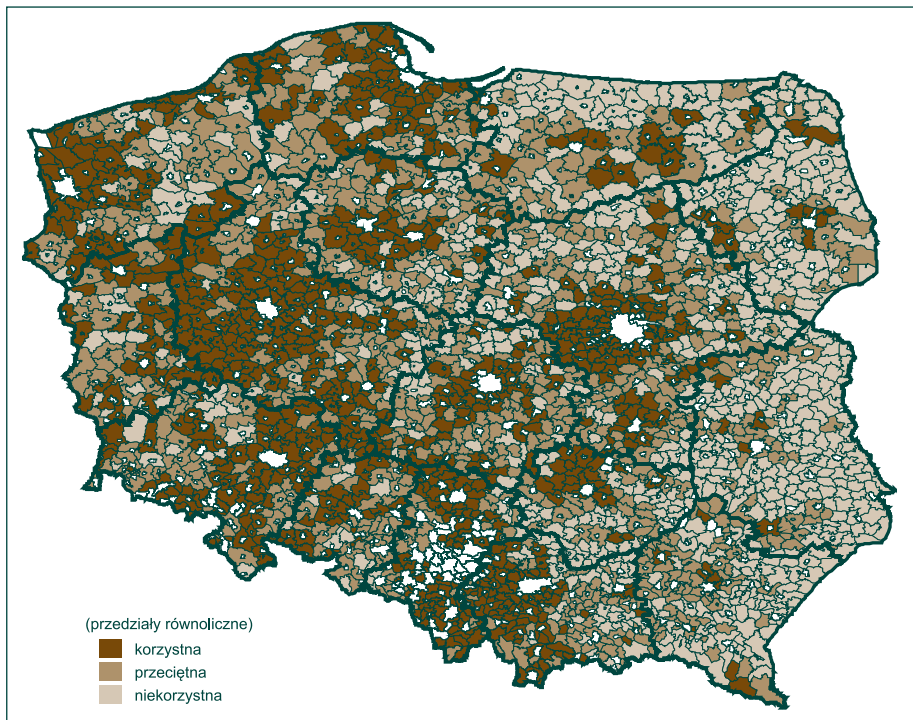 (przedziały równoliczne)
korzystna
przeciętna
niekorzystna